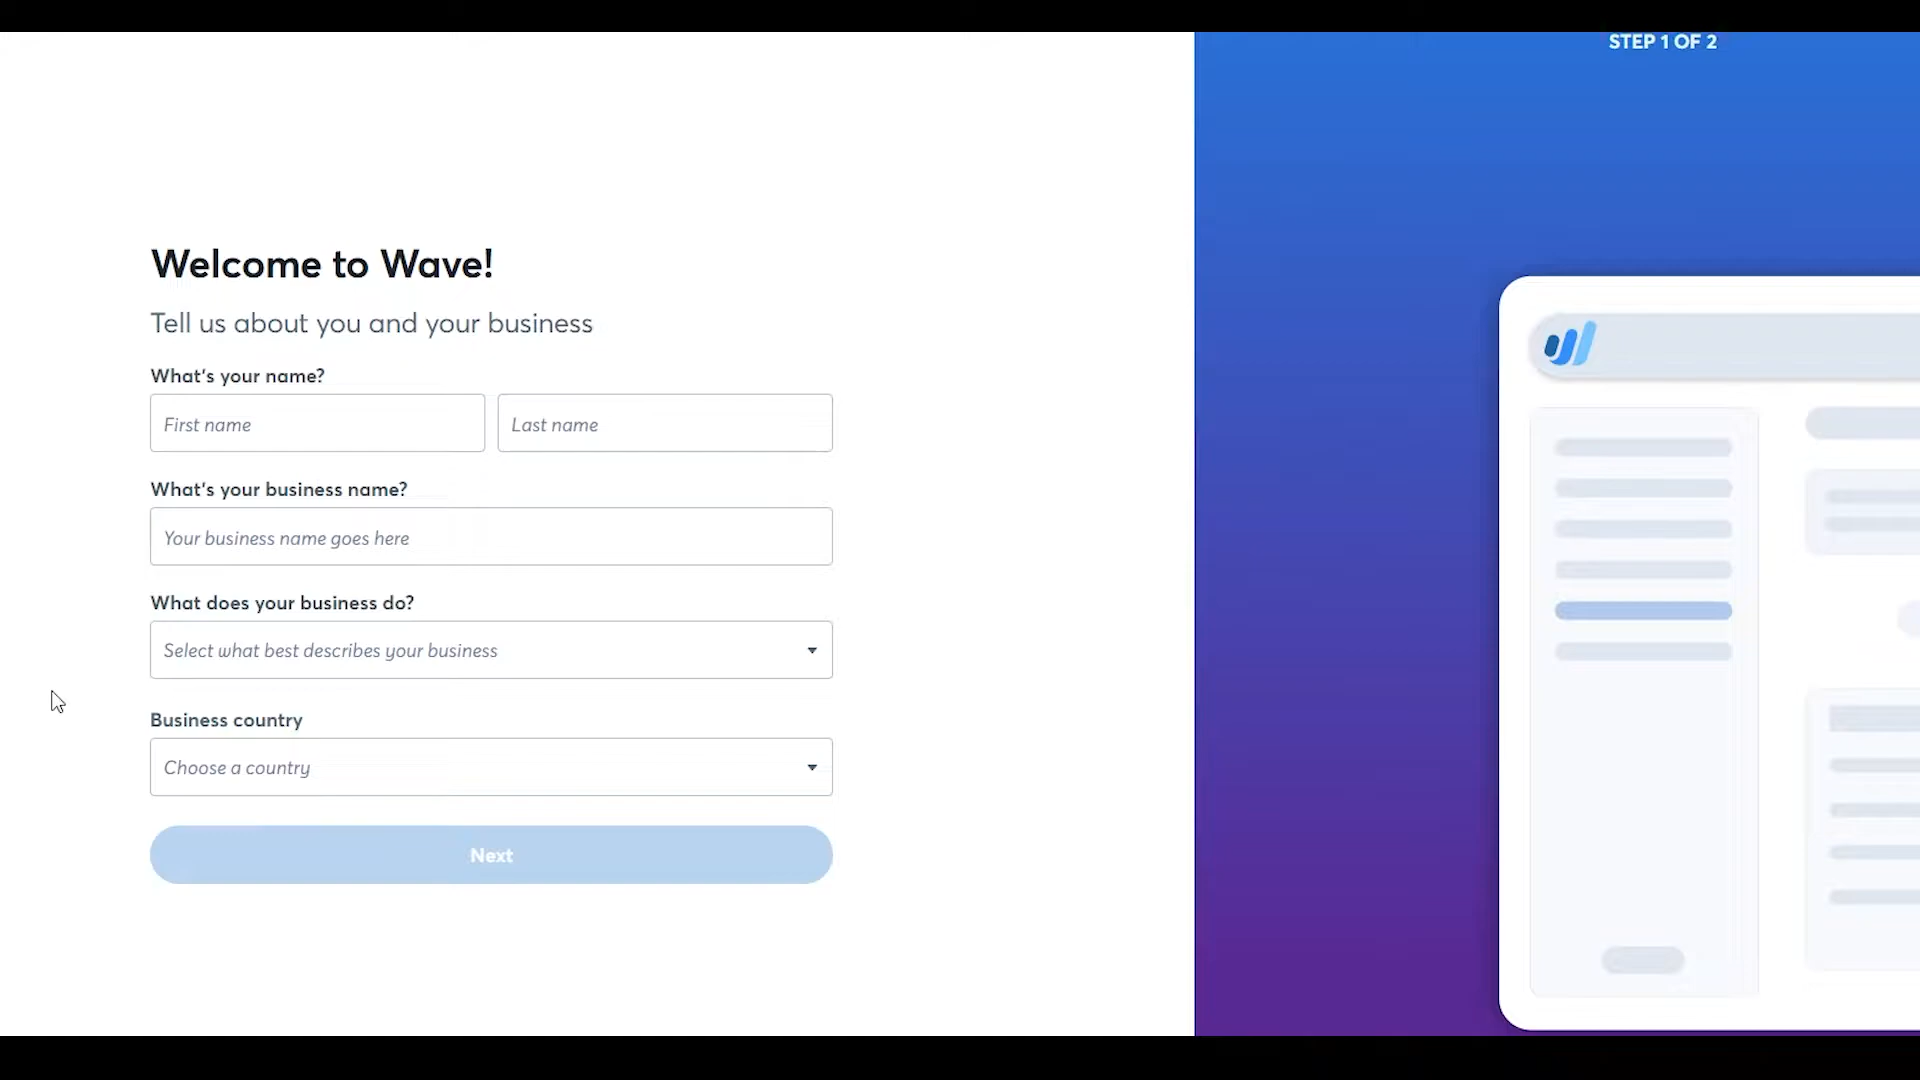 STEP 1 OF 2
Welcome to Wave!
Tell us about you and your business
What's your name?
First name
Last name
What's your business name?
Your business name goes here
What does your business do?
Select what best describes your business
Business country
Choose a country
Next